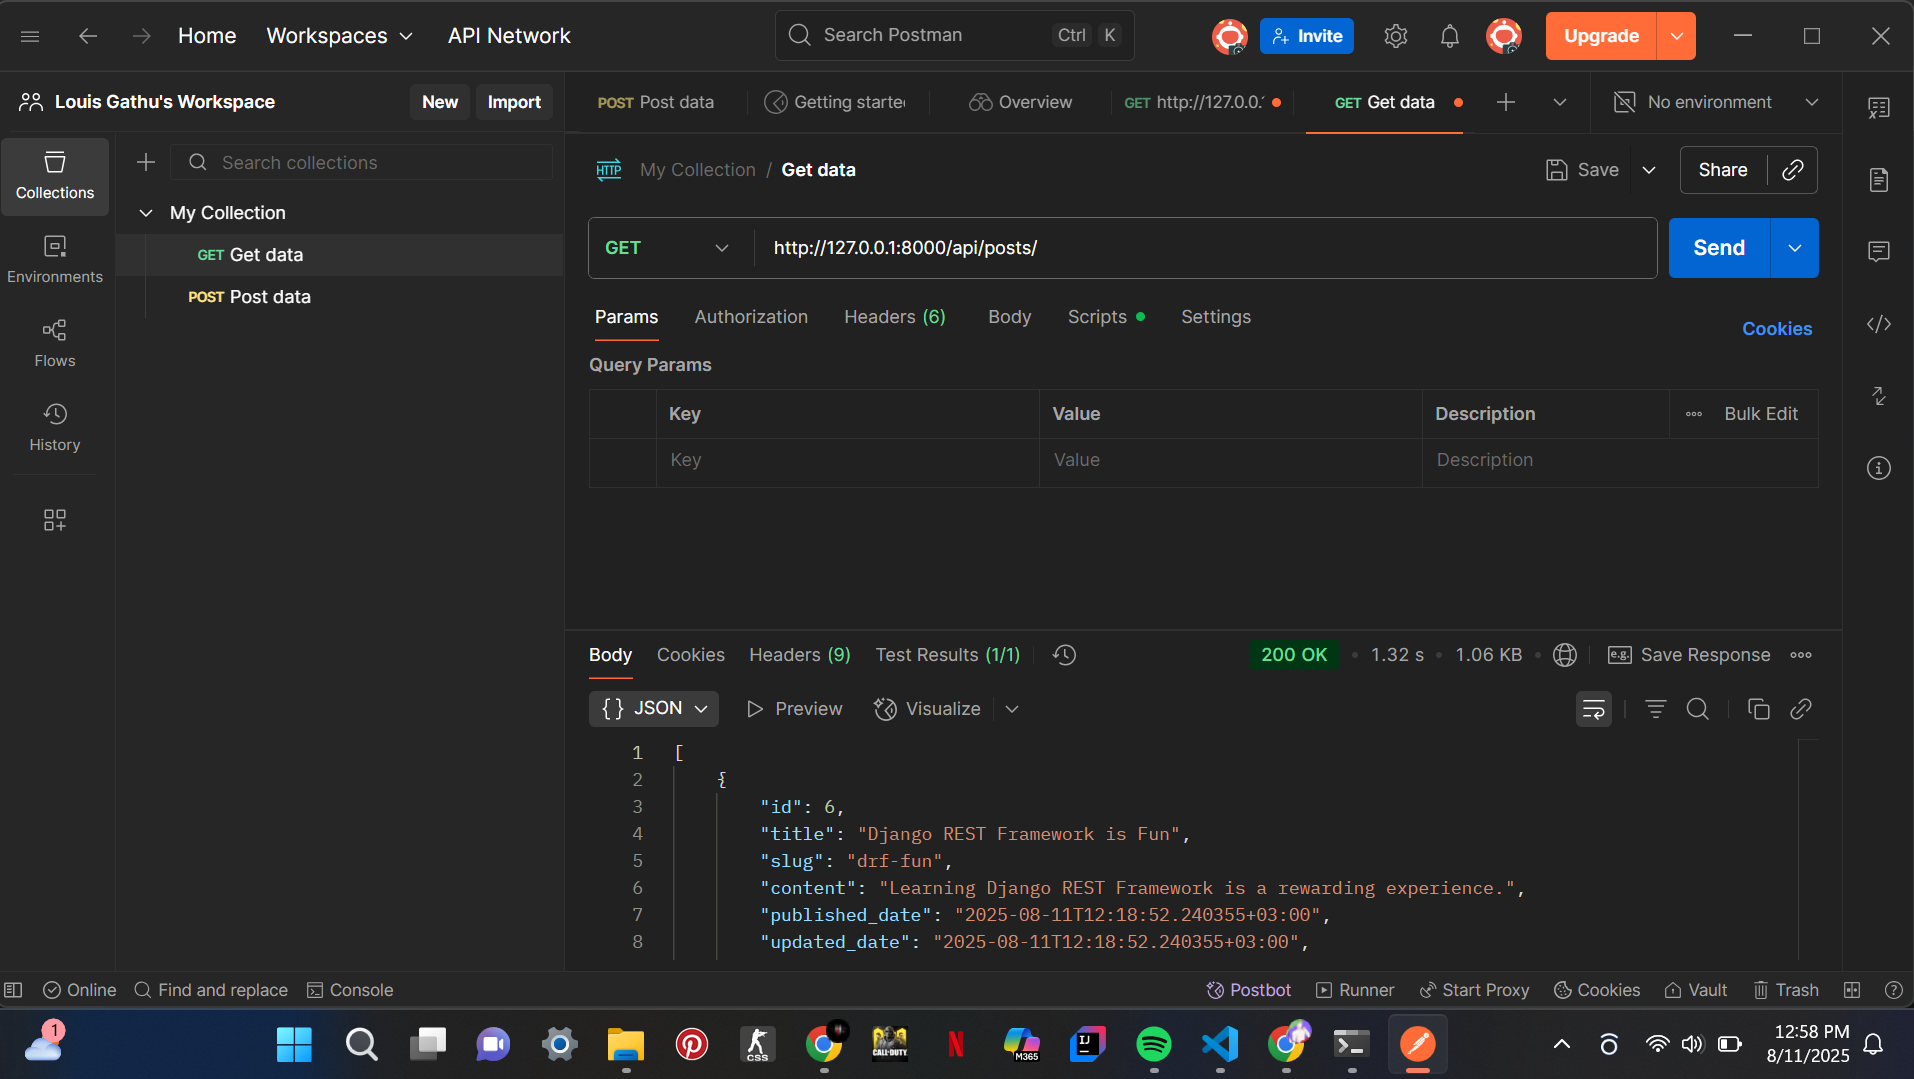 Home Workspaces API Network Search Postman Ctrl K Invite Upgrade
Louis Gathu's Workspace New Import
POST Post data Getting starte Overview GET http://127.0.0. GET Get data No environment
Collections
Environments
Flows
History
Search collections
My Collection
GET Get data
POST Post data
HTTP My Collection / Get data Save Share
GET http://127.0.0.1:8000/api/posts/ Send
Params Authorization Headers (6) Body Scripts Settings Cookies
Query Params
Key Value Description Bulk Edit
Key Value Description
Body Cookies Headers (9) Test Results (1/1) 200 OK 1.32 s 1.06 KB e.g. Save Response
{} JSON Preview Visualize
1 [
2 {
3 "id": 6,
4 "title": "Django REST Framework is Fun",
5 "slug": "drf-fun",
6 "content": "Learning Django REST Framework is a rewarding experience.",
7 "published_date": "2025-08-11T12:18:52.240355+03:00",
8 "updated_date": "2025-08-11T12:18:52.240355+03:00",
Online Find and replace Console Postbot Runner Start Proxy Cookies Vault Trash
1
CSS
CALL-DUTY
N
M365
IJ
12:58 PM
8/11/2025